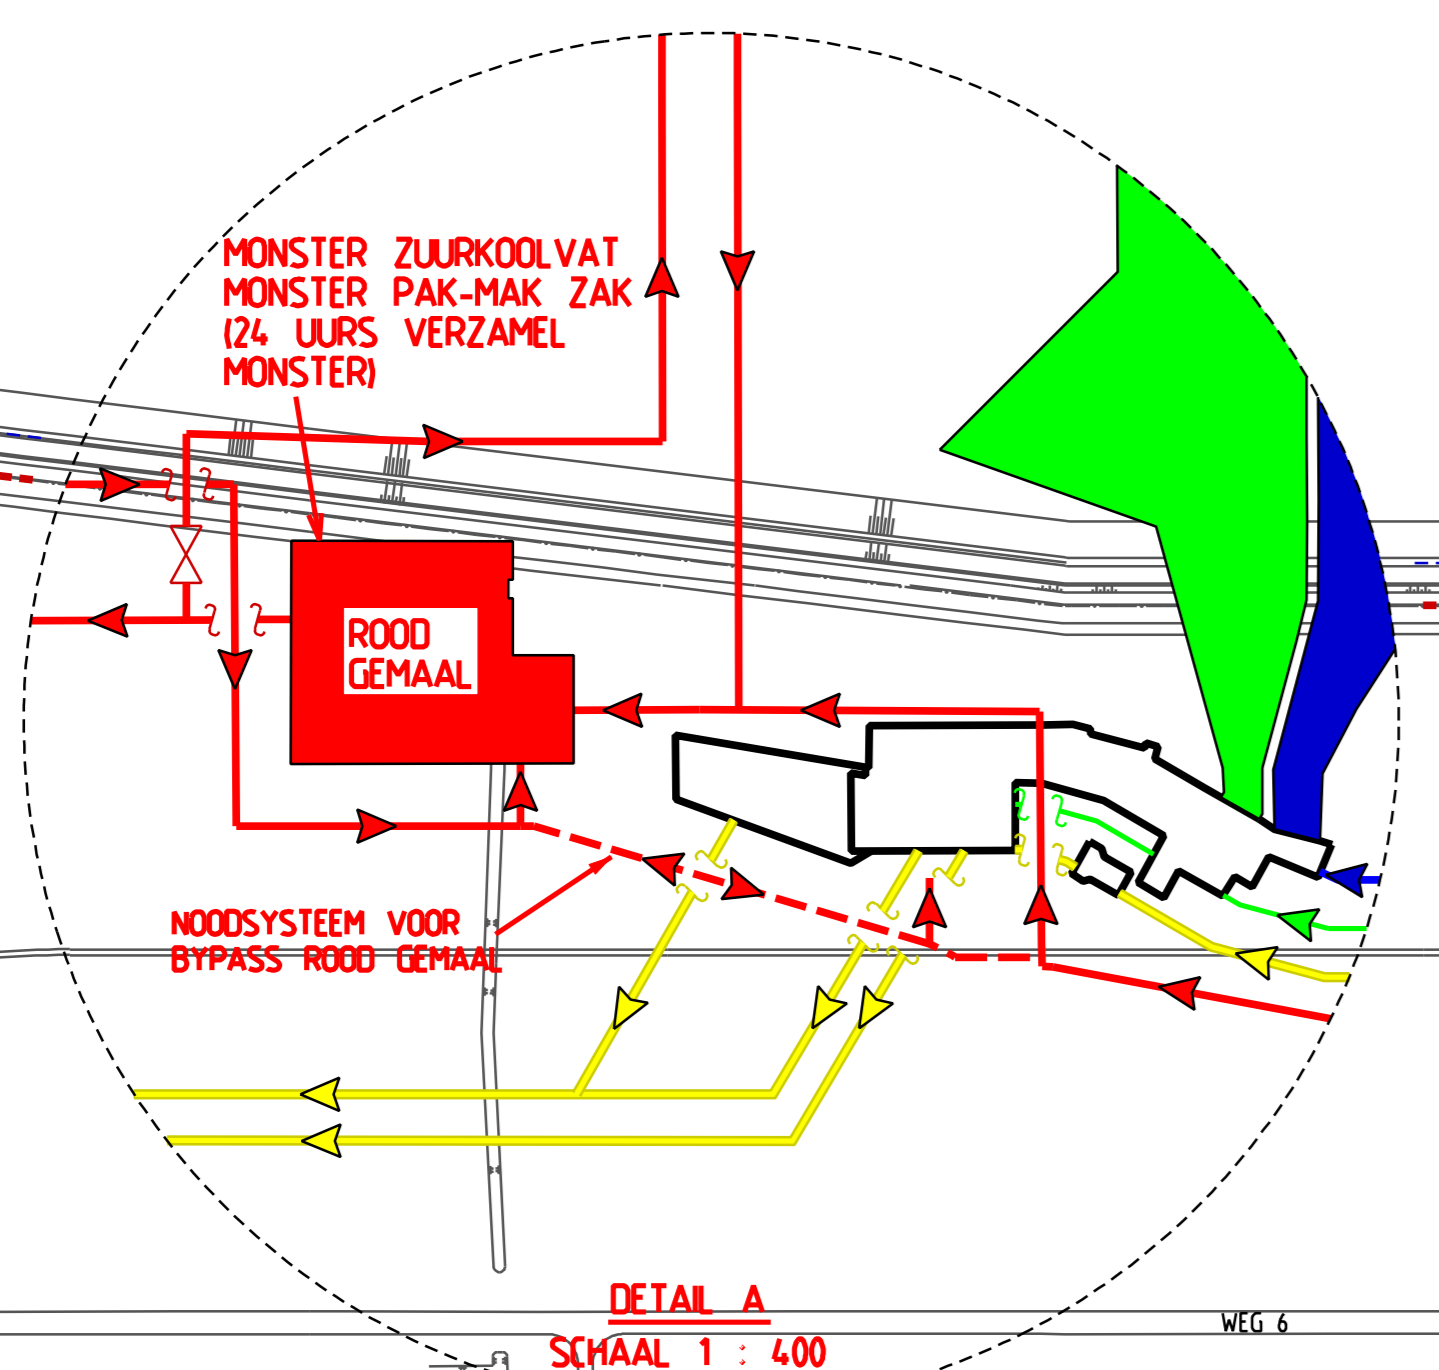 MONSTER ZUURKOOLVAT
MONSTER PAK-MAK ZAK
(24 UURS VERZAMEL
MONSTER)
ROOD
GEMAAL
NOODSYSTEEM VOOR
BYPASS ROOD GEMAAL
DETAIL A
SCHAAL 1 : 400
WEG 6